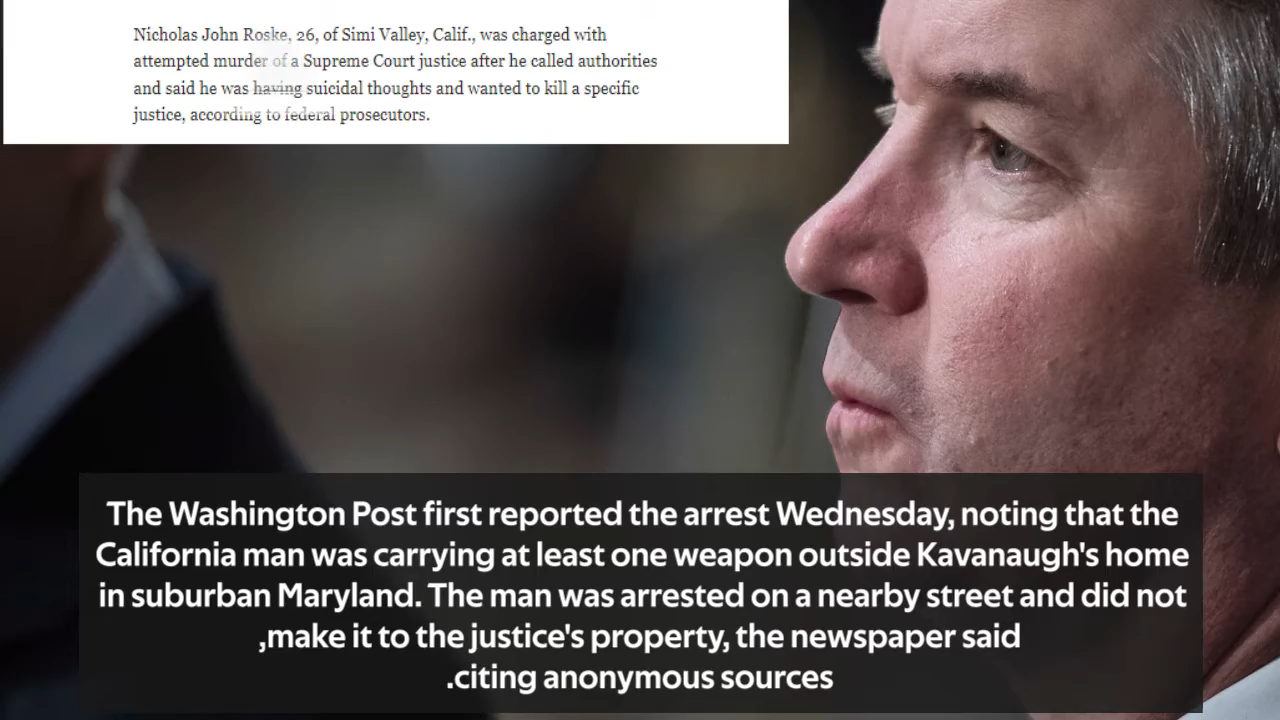 Nicholas John Roske, 26, of Simi Valley, Calif., was charged with
attempted murder of a Supreme Court justice after he called authorities
and said he was having suicidal thoughts and wanted to kill a specific
justice, according to federal prosecutors.
The Washington Post first reported the arrest Wednesday, noting that the
California man was carrying at least one weapon outside Kavanaugh's home
in suburban Maryland. The man was arrested on a nearby street and did not
,make it to the justice's property, the newspaper said
.citing anonymous sources